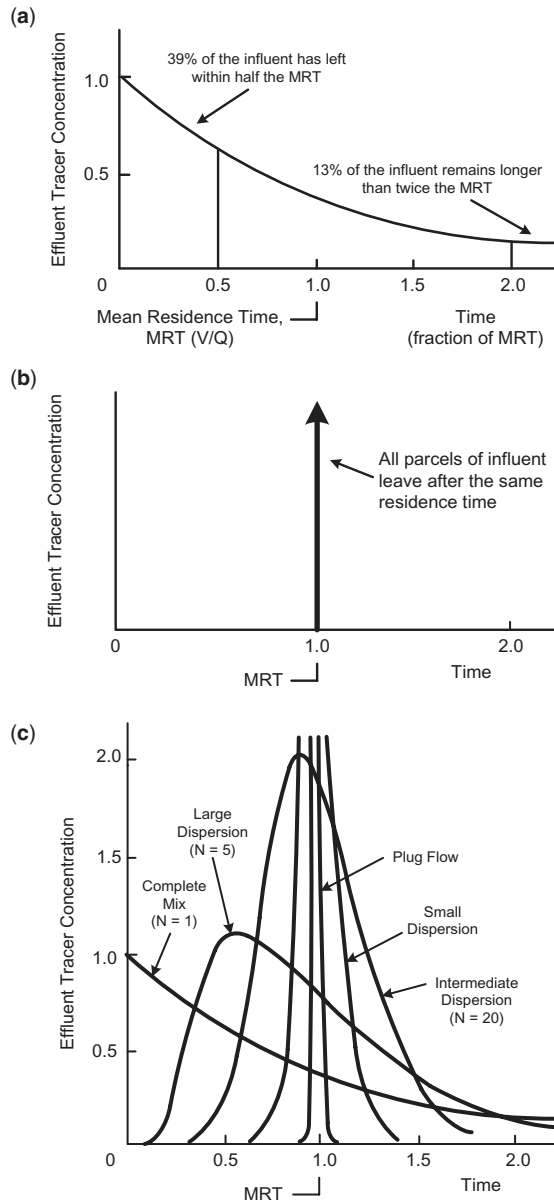 (a)
Effluent Tracer Concentration
1.0
0.5
39% of the influent has left
within half the MRT
13% of the influent remains longer
than twice the MRT
0
0.5
1.0
1.5
2.0
Mean Residence Time,
MRT (V/Q)
Time
(fraction of MRT)
(b)
Effluent Tracer Concentration
All parcels of influent
leave after the same
residence time
0
1.0
2.0
MRT
Time
(c)
Effluent Tracer Concentration
2.0
1.5
1.0
0.5
Large
Dispersion
(N = 5)
Complete
Mix
(N = 1)
Plug Flow
Small
Dispersion
Intermediate
Dispersion
(N = 20)
0
0.5
1.0
1.5
2.0
MRT
Time